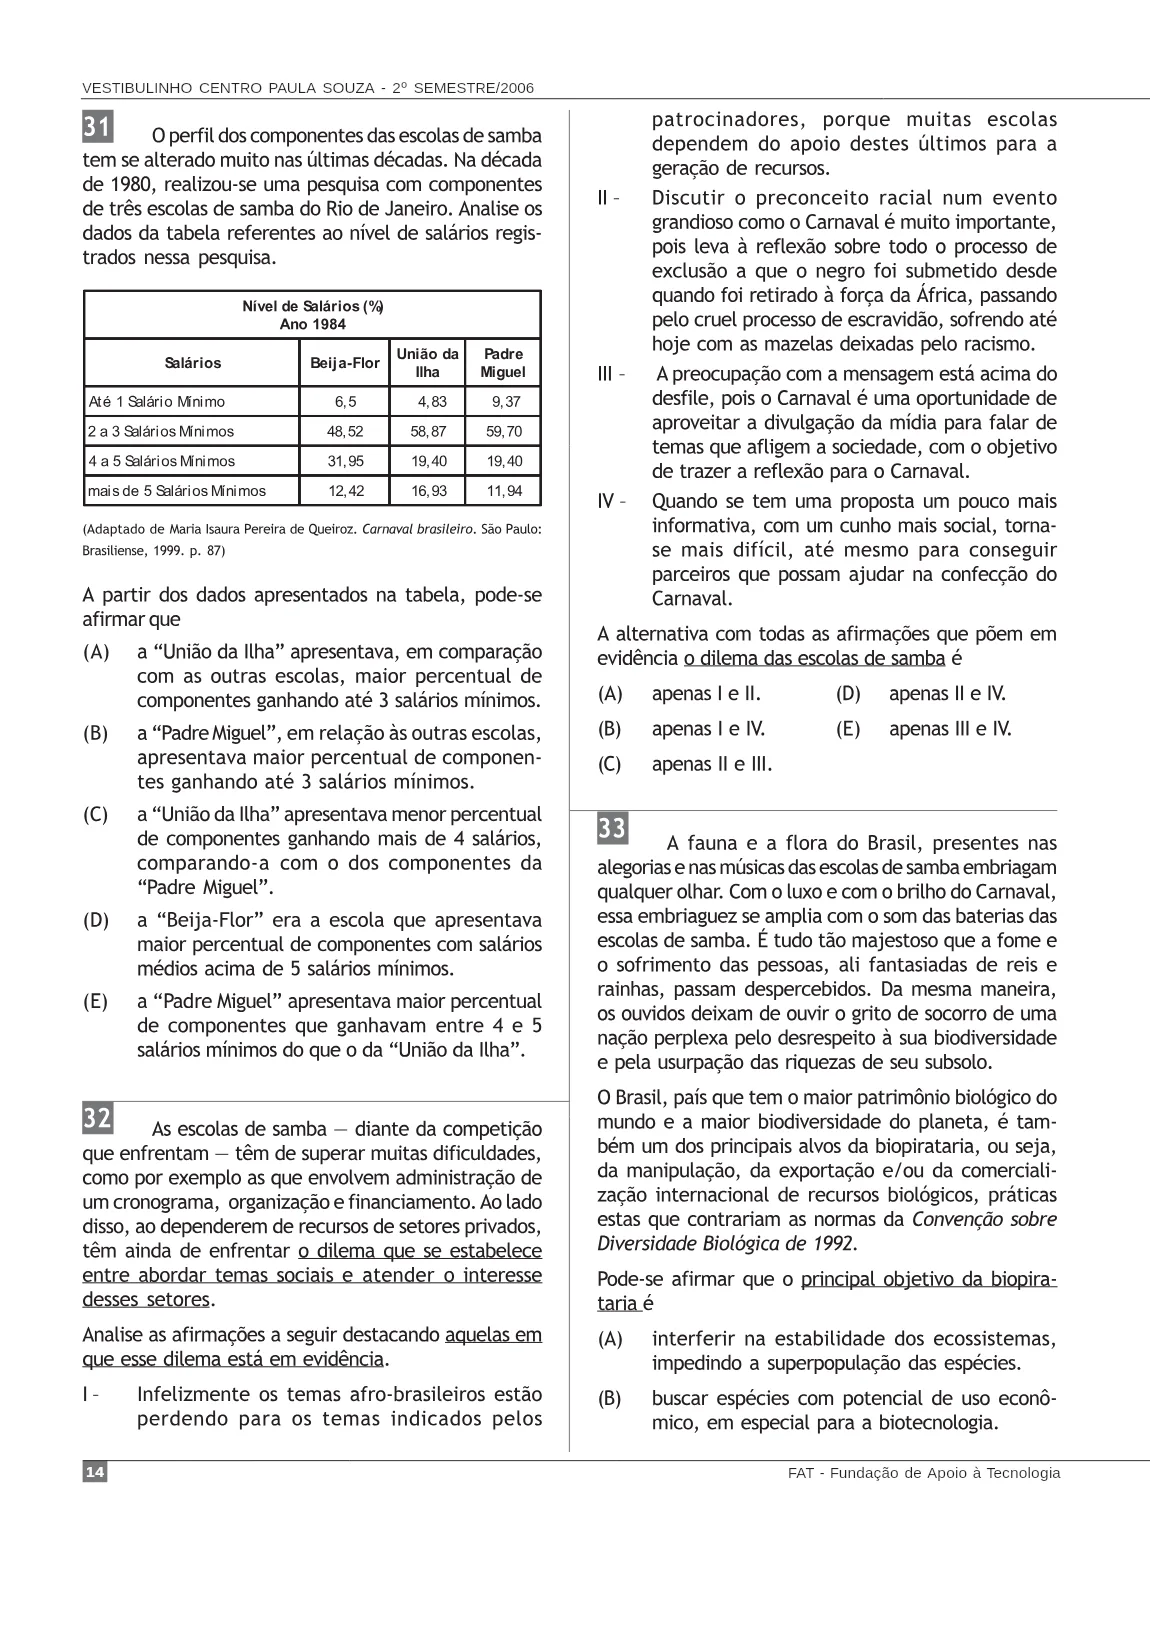 VESTIBULINHO CENTRO PAULA SOUZA - 2º SEMESTRE/2006
31
O perfil dos componentes das escolas de samba
tem se alterado muito nas últimas décadas. Na década
de 1980, realizou-se uma pesquisa com componentes
de três escolas de samba do Rio de Janeiro. Analise os
dados da tabela referentes ao nível de salários regis-
trados nessa pesquisa.
Nível de Salários (%)
Ano 1984
Salários Beija-Flor União da Ilha Padre Miguel
Até 1 Salário Mínimo 6,5 4,83 9,37
2 a 3 Salários Mínimos 48,52 58,87 59,70
4 a 5 Salários Mínimos 31,95 19,40 19,40
mais de 5 Salários Mínimos 12,42 16,93 11,94
(Adaptado de Maria Isaura Pereira de Queiroz. Carnaval brasileiro. São Paulo:
Brasiliense, 1999. p. 87)
A partir dos dados apresentados na tabela, pode-se
afirmar que
(A) a “União da Ilha” apresentava, em comparação
com as outras escolas, maior percentual de
componentes ganhando até 3 salários mínimos.
(B) a “Padre Miguel”, em relação às outras escolas,
apresentava maior percentual de componen-
tes ganhando até 3 salários mínimos.
(C) a “União da Ilha” apresentava menor percentual
de componentes ganhando mais de 4 salários,
comparando-a com o dos componentes da
“Padre Miguel”.
(D) a “Beija-Flor” era a escola que apresentava
maior percentual de componentes com salários
médios acima de 5 salários mínimos.
(E) a “Padre Miguel” apresentava maior percentual
de componentes que ganhavam entre 4 e 5
salários mínimos do que o da “União da Ilha”.
32
As escolas de samba — diante da competição
que enfrentam — têm de superar muitas dificuldades,
como por exemplo as que envolvem administração de
um cronograma, organização e financiamento. Ao lado
disso, ao dependerem de recursos de setores privados,
têm ainda de enfrentar o dilema que se estabelece
entre abordar temas sociais e atender o interesse
desses setores.
Analise as afirmações a seguir destacando aquelas em
que esse dilema está em evidência.
I - Infelizmente os temas afro-brasileiros estão
perdendo para os temas indicados pelos
patrocinadores, porque muitas escolas
dependem do apoio destes últimos para a
geração de recursos.
II - Discutir o preconceito racial num evento
grandioso como o Carnaval é muito importante,
pois leva à reflexão sobre todo o processo de
exclusão a que o negro foi submetido desde
quando foi retirado à força da África, passando
pelo cruel processo de escravidão, sofrendo até
hoje com as mazelas deixadas pelo racismo.
III - A preocupação com a mensagem está acima do
desfile, pois o Carnaval é uma oportunidade de
aproveitar a divulgação da mídia para falar de
temas que afligem a sociedade, com o objetivo
de trazer a reflexão para o Carnaval.
IV - Quando se tem uma proposta um pouco mais
informativa, com um cunho mais social, torna-
se mais difícil, até mesmo para conseguir
parceiros que possam ajudar na confecção do
Carnaval.
A alternativa com todas as afirmações que põem em
evidência o dilema das escolas de samba é
(A) apenas I e II. (D) apenas II e IV.
(B) apenas I e IV. (E) apenas III e IV.
(C) apenas II e III.
33
A fauna e a flora do Brasil, presentes nas
alegorias e nas músicas das escolas de samba embriagam
qualquer olhar. Com o luxo e com o brilho do Carnaval,
essa embriaguez se amplia com o som das baterias das
escolas de samba. É tudo tão majestoso que a fome e
o sofrimento das pessoas, ali fantasiadas de reis e
rainhas, passam despercebidos. Da mesma maneira,
os ouvidos deixam de ouvir o grito de socorro de uma
nação perplexa pelo desrespeito à sua biodiversidade
e pela usurpação das riquezas de seu subsolo.
O Brasil, país que tem o maior patrimônio biológico do
mundo e a maior biodiversidade do planeta, é tam-
bém um dos principais alvos da biopirataria, ou seja,
da manipulação, da exportação e/ou da comerciali-
zação internacional de recursos biológicos, práticas
estas que contrariam as normas da Convenção sobre
Diversidade Biológica de 1992.
Pode-se afirmar que o principal objetivo da biopira-
taria é
(A) interferir na estabilidade dos ecossistemas,
impedindo a superpopulação das espécies.
(B) buscar espécies com potencial de uso econô-
mico, em especial para a biotecnologia.
14
FAT - Fundação de Apoio à Tecnologia